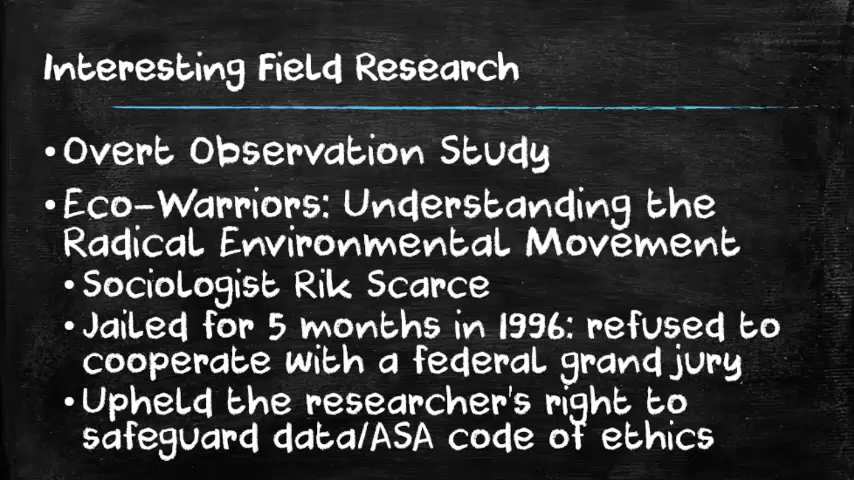 Interesting Field Research
• Overt Observation Study
• Eco-Warriors: Understanding the
Radical Environmental Movement
• Sociologist Rik Scarce
• Jailed for 5 months in 1996: refused to
cooperate with a federal grand jury
• Upheld the researcher's right to
safeguard data/ASA code of ethics